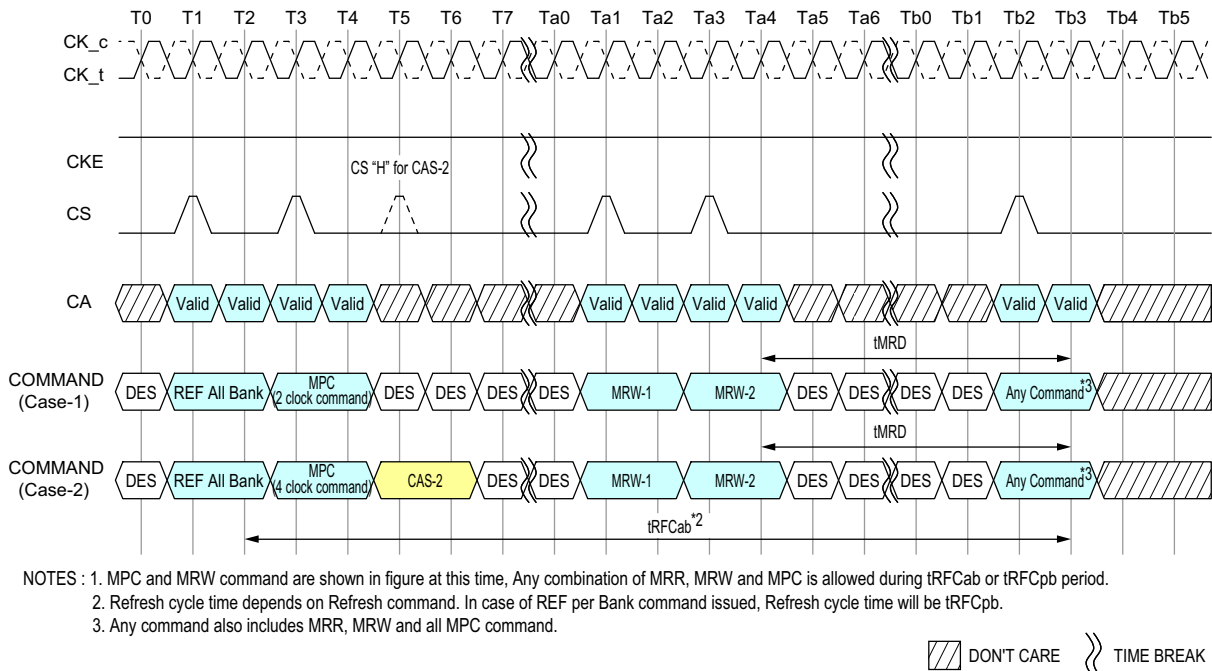 T0 T1 T2 T3 T4 T5 T6 T7 Ta0 Ta1 Ta2 Ta3 Ta4 Ta5 Ta6 Tb0 Tb1 Tb2 Tb3 Tb4 Tb5
CK_c
CK_t
CKE
CS "H" for CAS-2
CS
CA Valid Valid Valid Valid Valid Valid Valid Valid Valid Valid
tMRD
COMMAND
(Case-1)
DES REF All Bank MPC (2 clock command) DES DES DES DES MRW-1 MRW-2 DES DES DES DES Any Command*3
tMRD
COMMAND
(Case-2)
DES REF All Bank MPC (4 clock command) CAS-2 DES DES MRW-1 MRW-2 DES DES DES DES Any Command*3
tRFCab*2
NOTES : 1. MPC and MRW command are shown in figure at this time, Any combination of MRR, MRW and MPC is allowed during tRFCab or tRFCpb period.
2. Refresh cycle time depends on Refresh command. In case of REF per Bank command issued, Refresh cycle time will be tRFCpb.
3. Any command also includes MRR, MRW and all MPC command.
DON'T CARE TIME BREAK